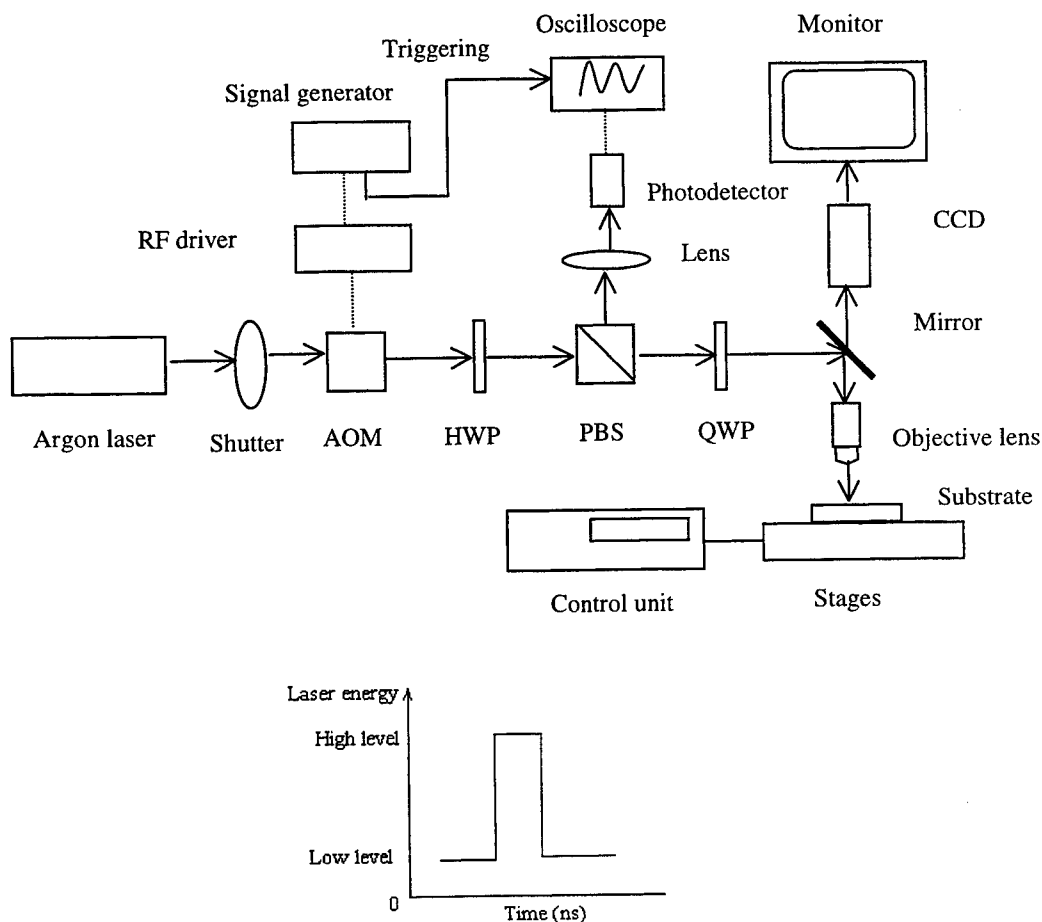 Oscilloscope
Monitor
Triggering
Signal generator
Photodetector
CCD
RF driver
Lens
Mirror
Argon laser
Shutter
AOM
HWP
PBS
QWP
Objective lens
Substrate
Control unit
Stages
Laser energy
High level
Low level
0
Time (ns)